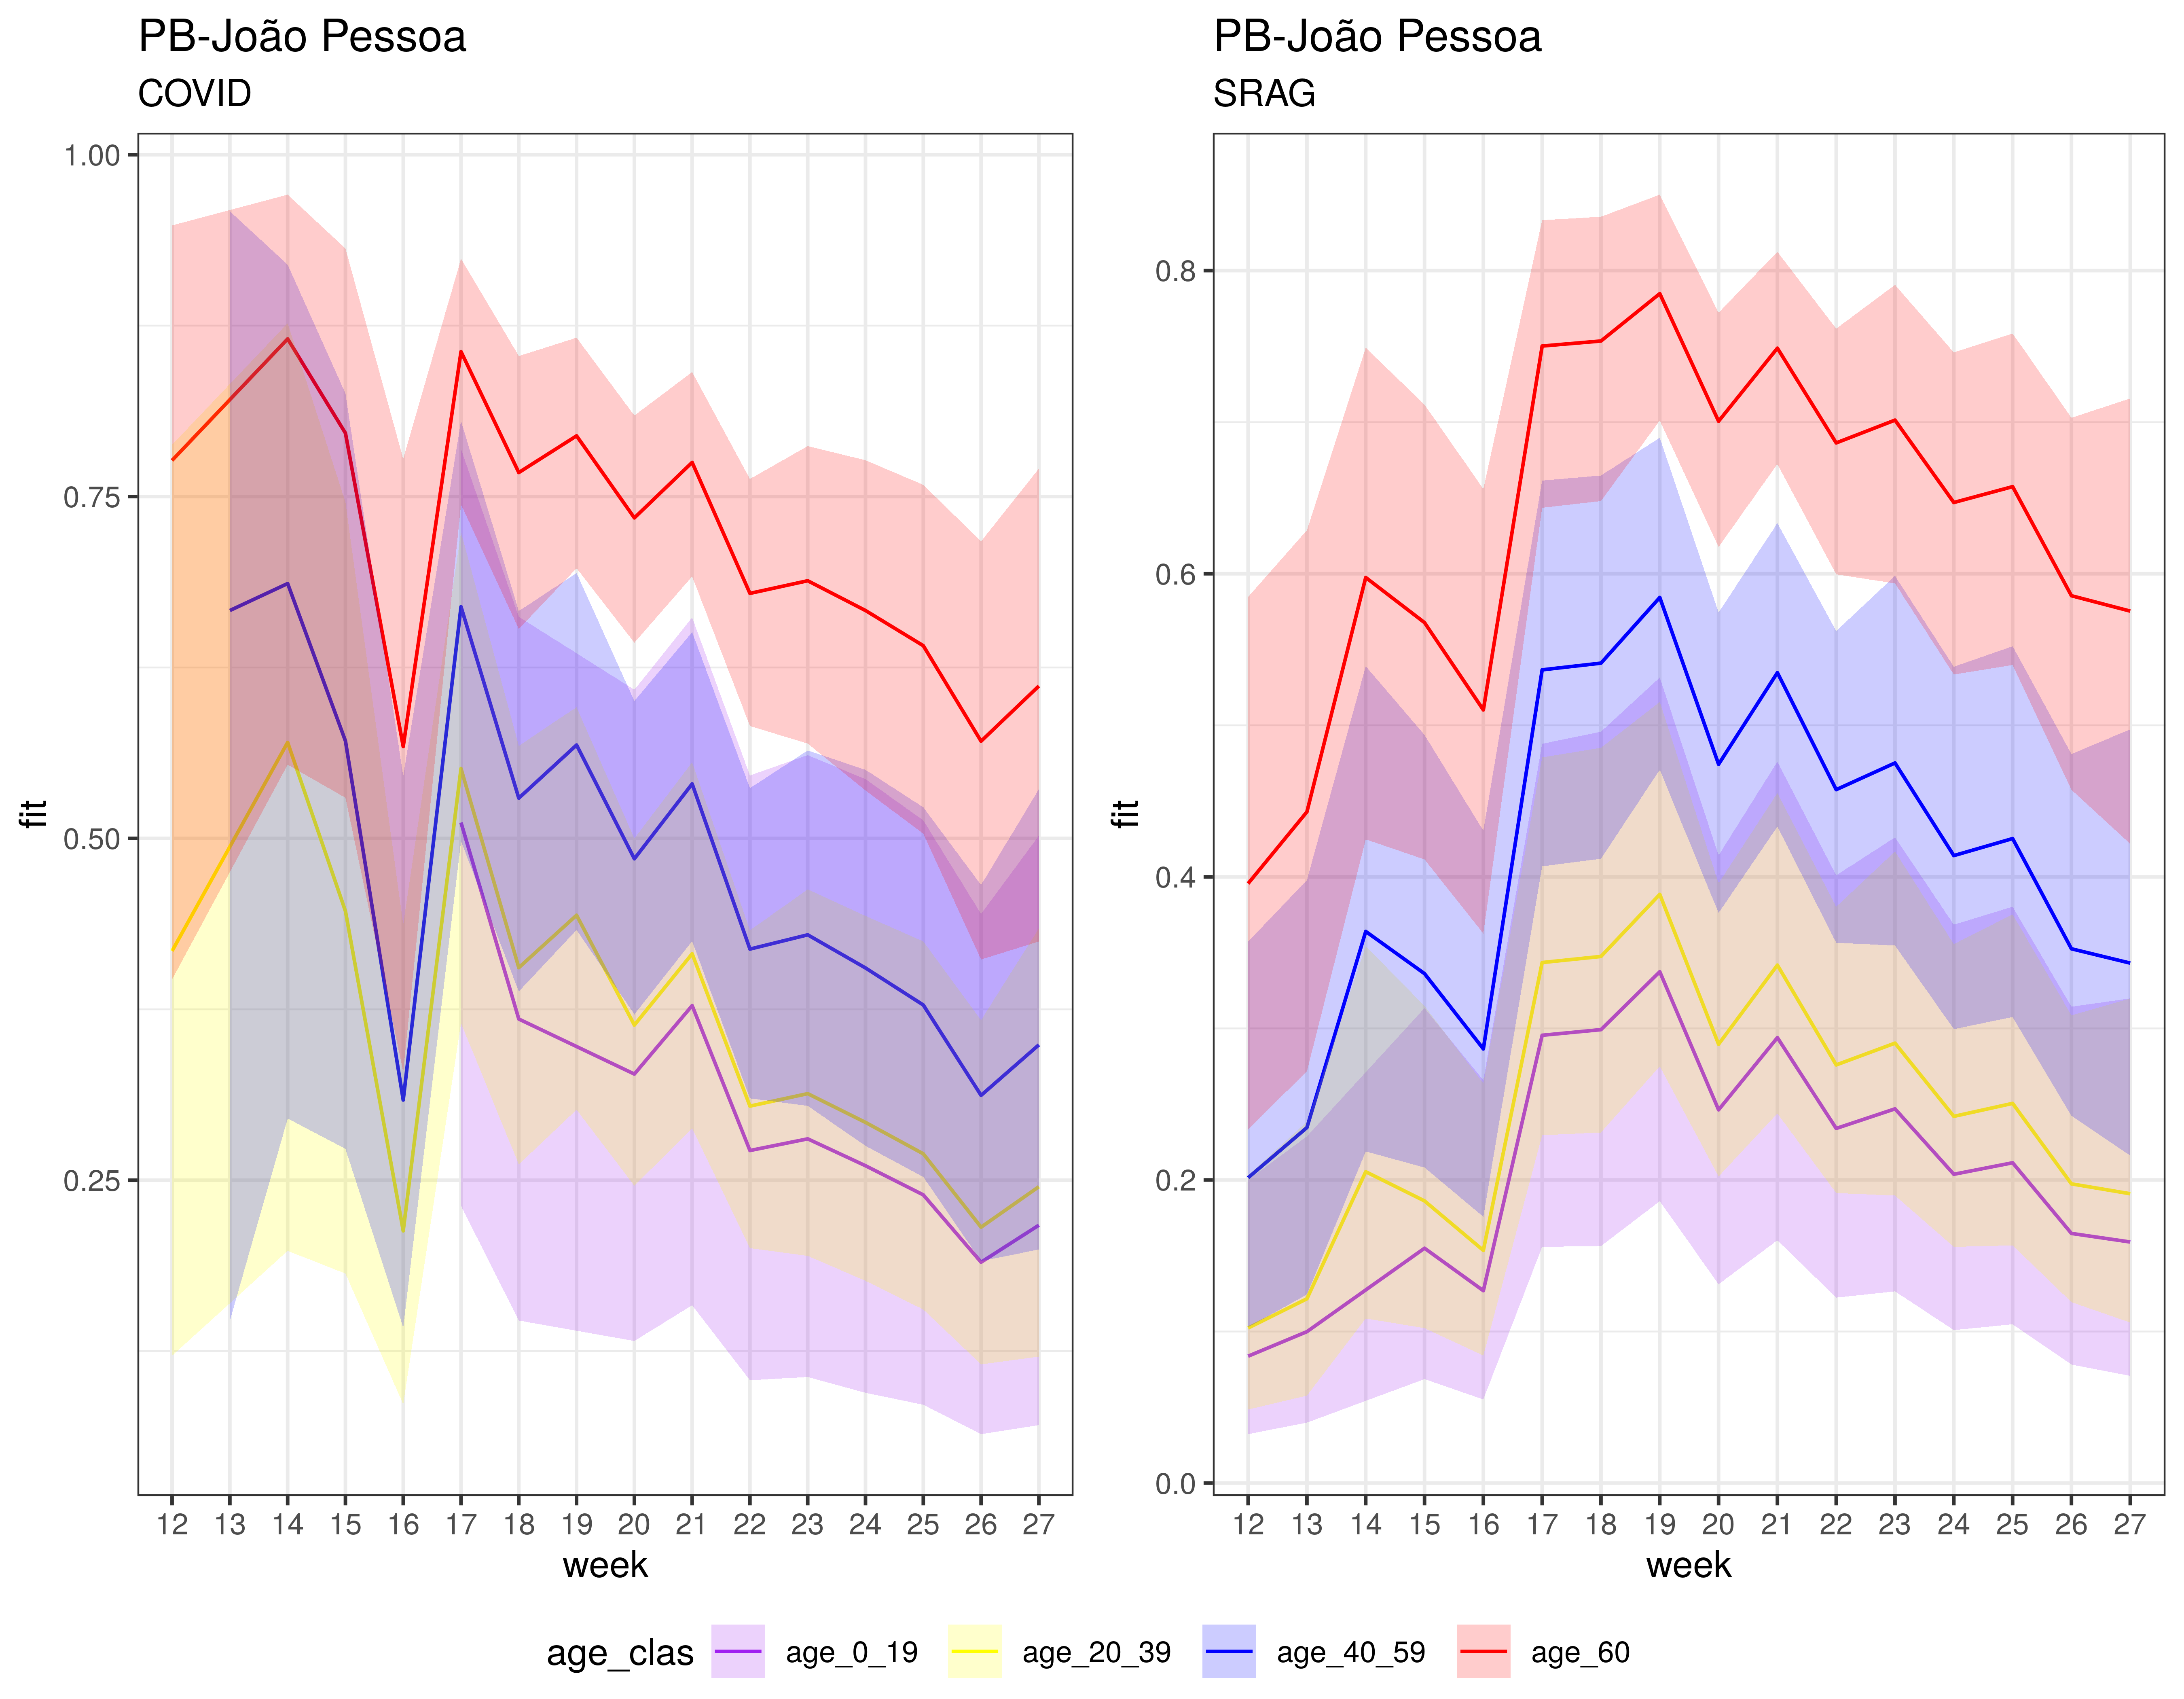 PB-João Pessoa
COVID
1.00
0.75
0.50
0.25
fit
12 13 14 15 16 17 18 19 20 21 22 23 24 25 26 27
week
PB-João Pessoa
SRAG
0.8
0.6
0.4
0.2
0.0
fit
12 13 14 15 16 17 18 19 20 21 22 23 24 25 26 27
week
age_clas age_0_19 age_20_39 age_40_59 age_60